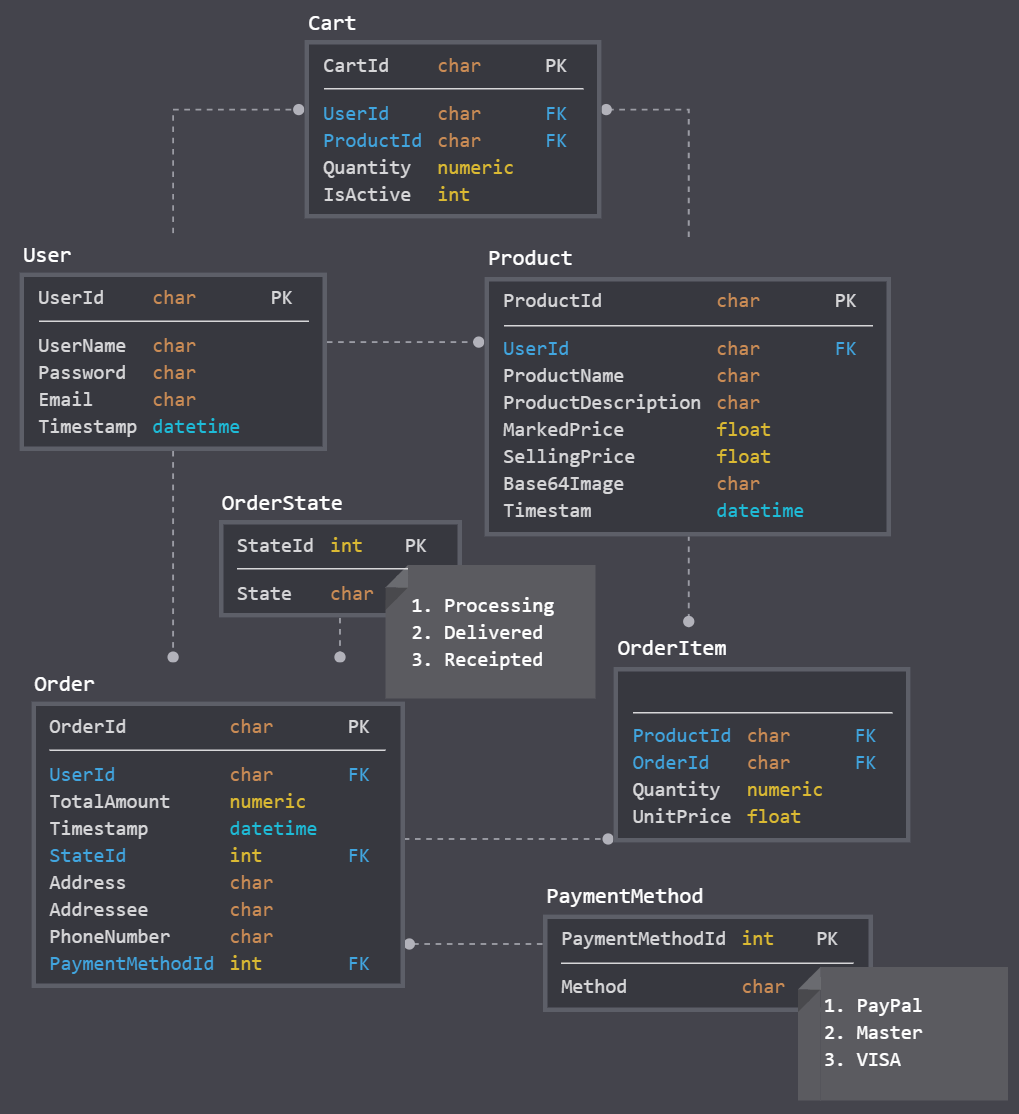 Cart
CartId char PK
UserId char FK
ProductId char FK
Quantity numeric
IsActive int
User
UserId char PK
UserName char
Password char
Email char
Timestamp datetime
Product
ProductId char PK
UserId char FK
ProductName char
ProductDescription char
MarkedPrice float
SellingPrice float
Base64Image char
Timestam datetime
OrderState
StateId int PK
State char
1. Processing
2. Delivered
3. Receipted
Order
OrderId char PK
UserId char FK
TotalAmount numeric
Timestamp datetime
StateId int FK
Address char
Addressee char
PhoneNumber char
PaymentMethodId int FK
OrderItem
ProductId char FK
OrderId char FK
Quantity numeric
UnitPrice float
PaymentMethod
PaymentMethodId int PK
Method char
1. PayPal
2. Master
3. VISA